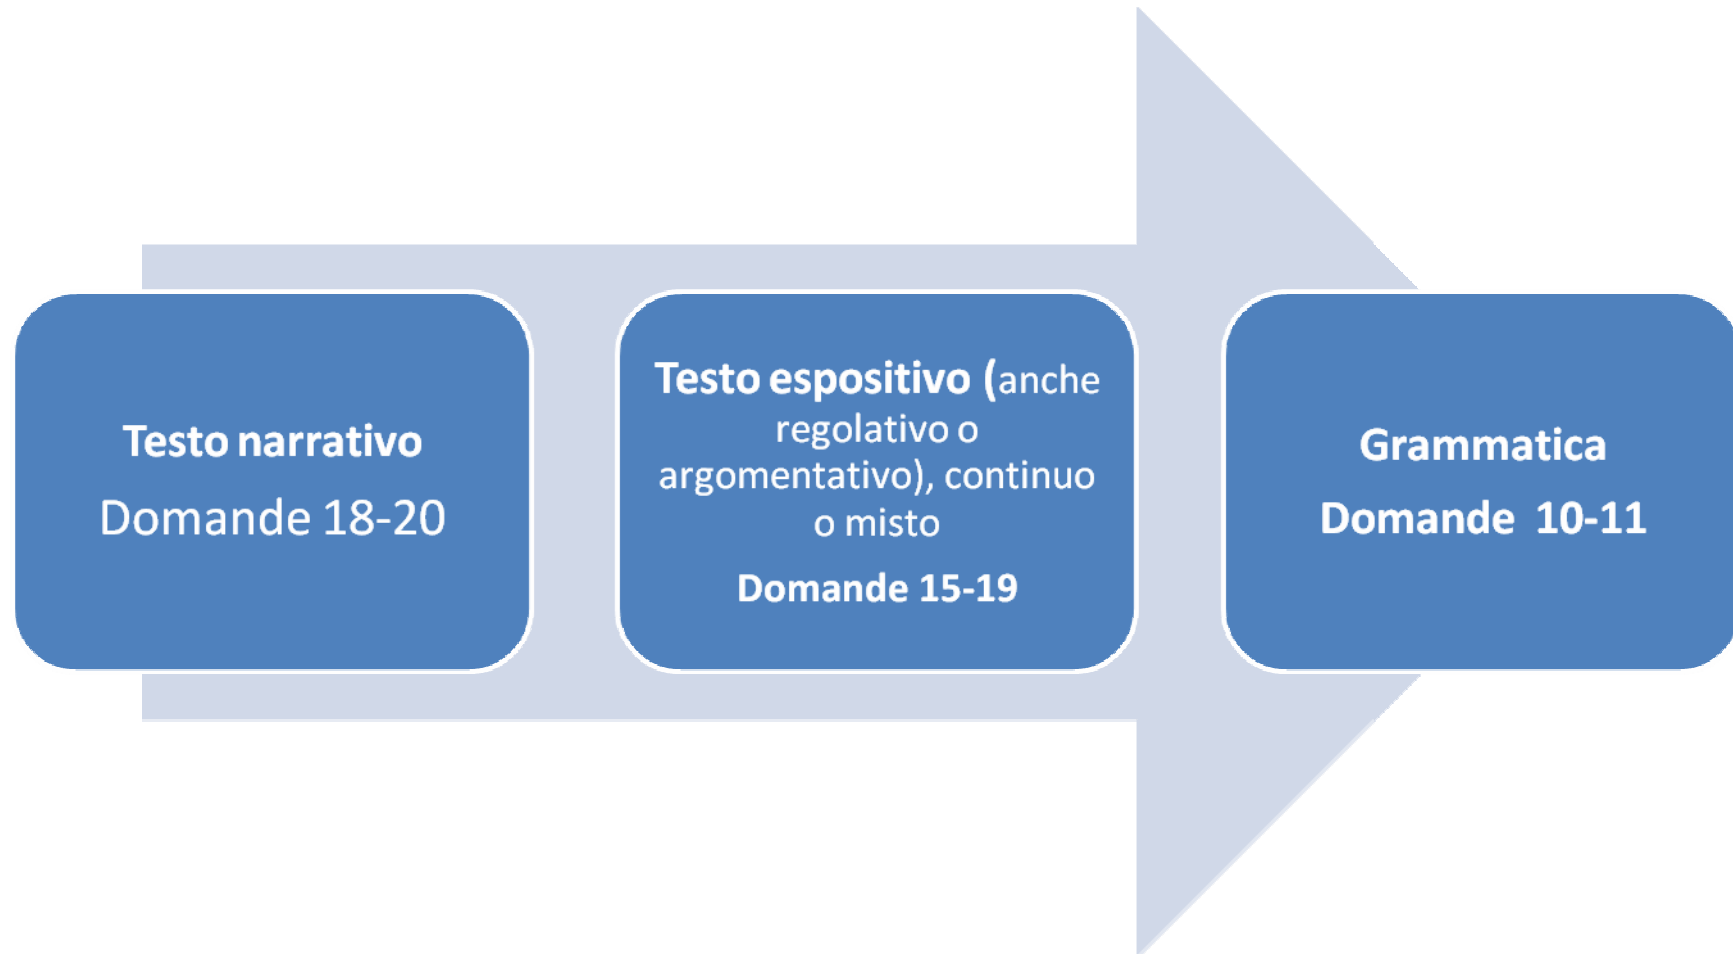 Testo narrativo
Domande 18-20
Testo espositivo (anche
regolativo o
argomentativo), continuo
o misto
Domande 15-19
Grammatica
Domande 10-11